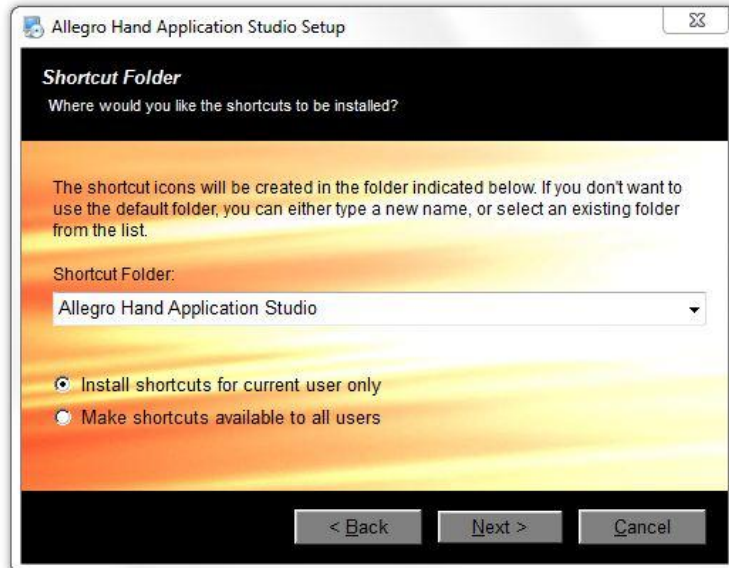 Allegro Hand Application Studio Setup
Shortcut Folder
Where would you like the shortcuts to be installed?
The shortcut icons will be created in the folder indicated below. If you don't want to
use the default folder, you can either type a new name, or select an existing folder
from the list.
Shortcut Folder:
Allegro Hand Application Studio
Install shortcuts for current user only
Make shortcuts available to all users
< Back Next > Cancel